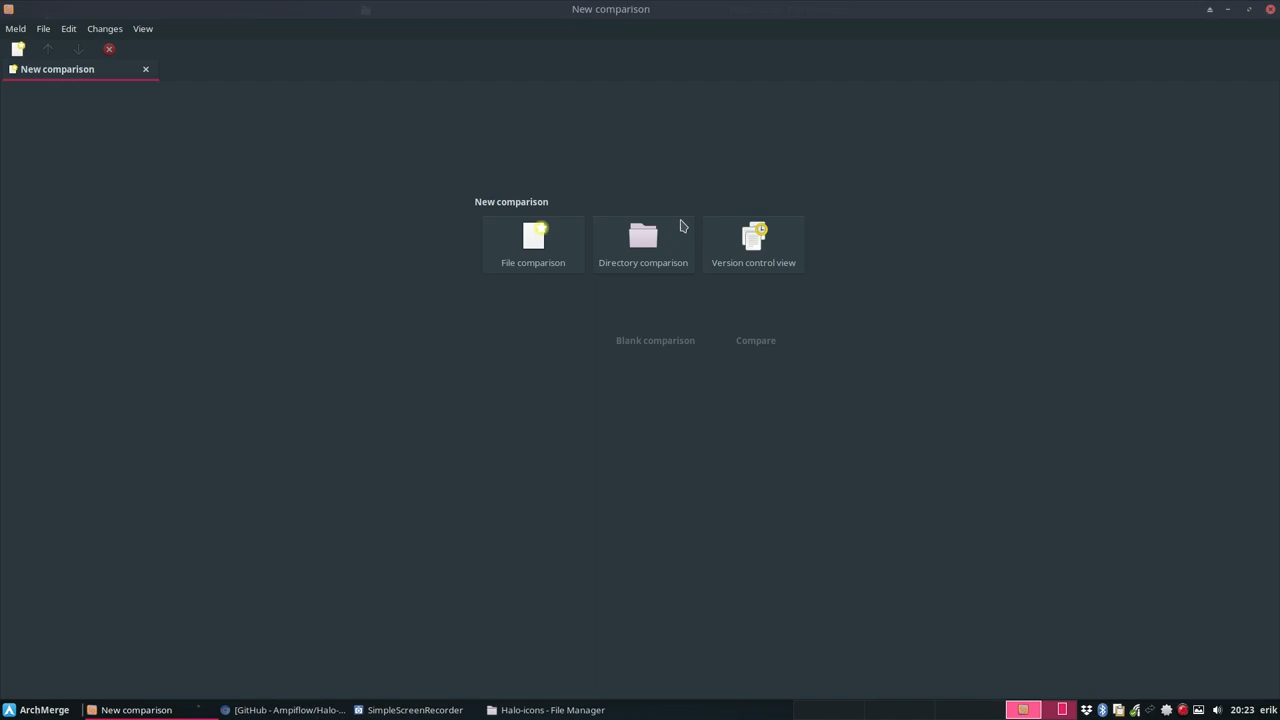 New comparison
Meld File Edit Changes View
New comparison
New comparison
File comparison Directory comparison Version control view
Blank comparison Compare
ArchMerge New comparison [GitHub - Ampiflow/Halo-... SimpleScreenRecorder Halo-icons - File Manager 20:23 erik